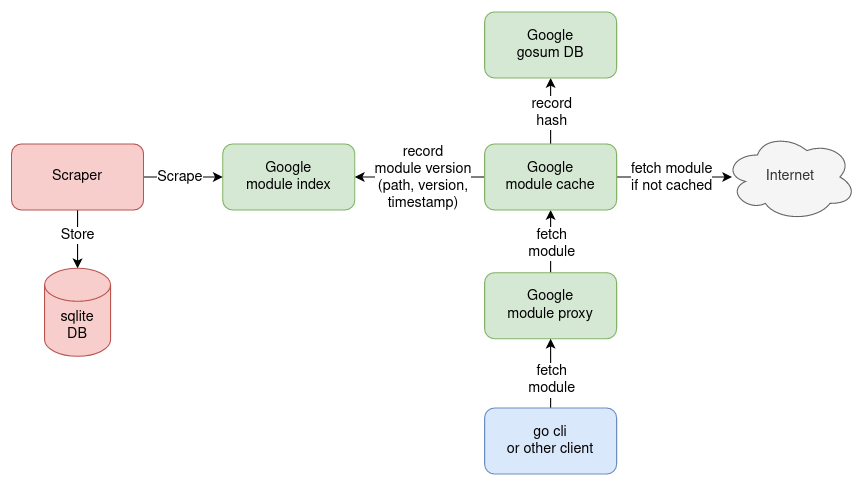 Google
gosum DB
record
hash
Scraper
Scrape
Google
module index
record
module version
(path, version,
timestamp)
Google
module cache
fetch module
if not cached
Internet
Store
fetch
module
sqlite
DB
Google
module proxy
fetch
module
go cli
or other client